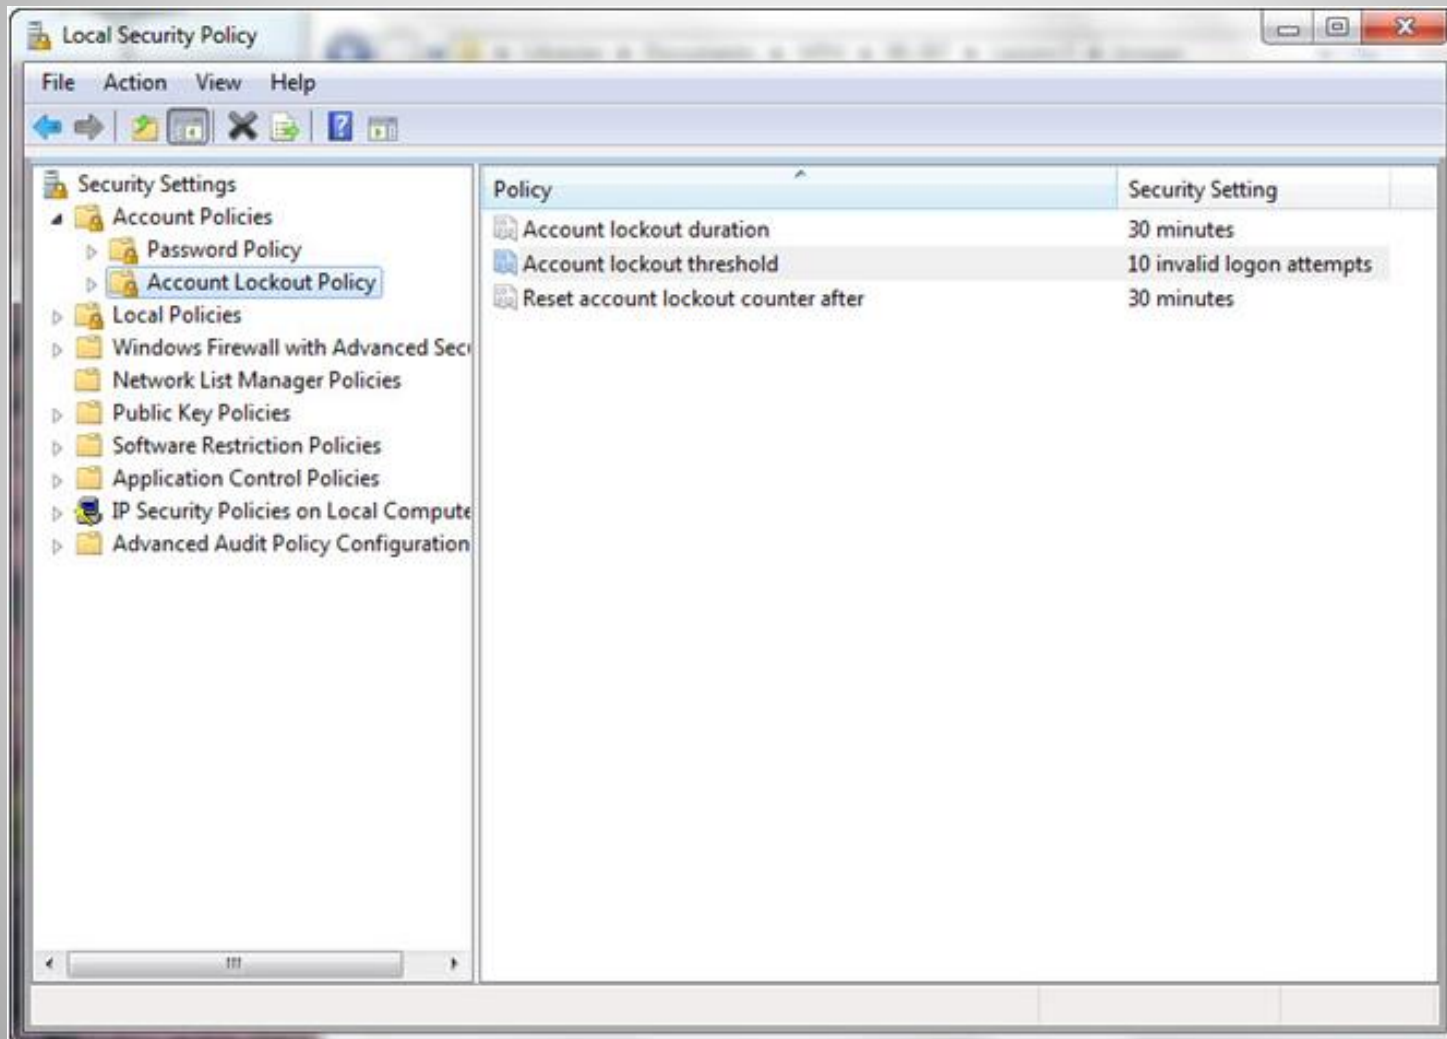 Local Security Policy
File Action View Help
Security Settings
Account Policies
Password Policy
Account Lockout Policy
Local Policies
Windows Firewall with Advanced Secu
Network List Manager Policies
Public Key Policies
Software Restriction Policies
Application Control Policies
IP Security Policies on Local Compute
Advanced Audit Policy Configuration
Policy Security Setting
Account lockout duration 30 minutes
Account lockout threshold 10 invalid logon attempts
Reset account lockout counter after 30 minutes